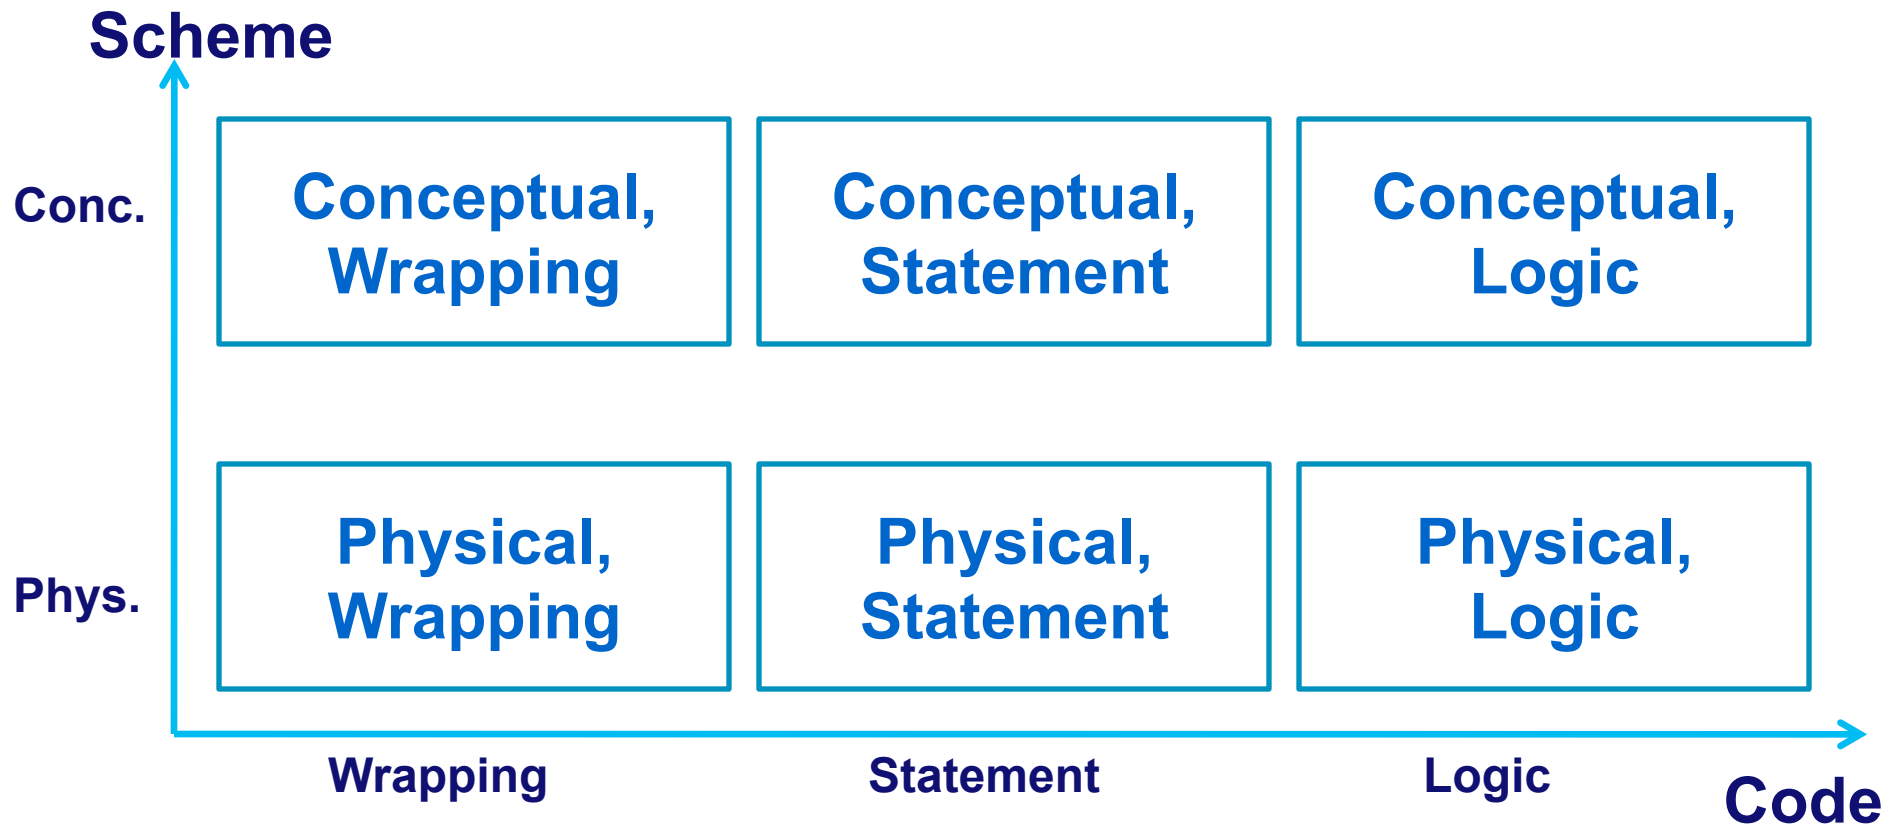 Scheme
Conc.
Conceptual,
Wrapping
Conceptual,
Statement
Conceptual,
Logic
Phys.
Physical,
Wrapping
Physical,
Statement
Physical,
Logic
Wrapping
Statement
Logic
Code